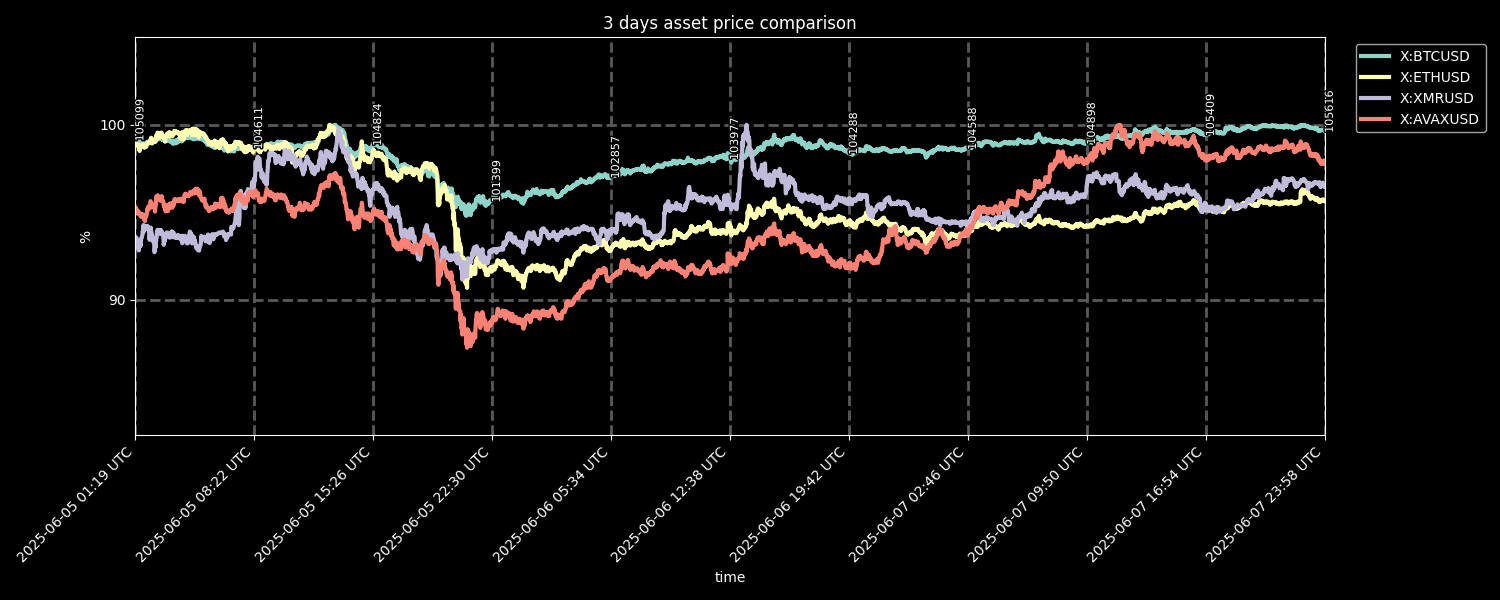 3 days asset price comparison
X:BTCUSD
X:ETHUSD
X:XMRUSD
X:AVAXUSD
100
90
%
105099
104611
104824
101399
102857
103977
104288
104588
104898
105409
105616
2025-06-05 01:19 UTC
2025-06-05 08:22 UTC
2025-06-05 15:26 UTC
2025-06-05 22:30 UTC
2025-06-06 05:34 UTC
2025-06-06 12:38 UTC
2025-06-06 19:42 UTC
2025-06-07 02:46 UTC
2025-06-07 09:50 UTC
2025-06-07 16:54 UTC
2025-06-07 23:58 UTC
time